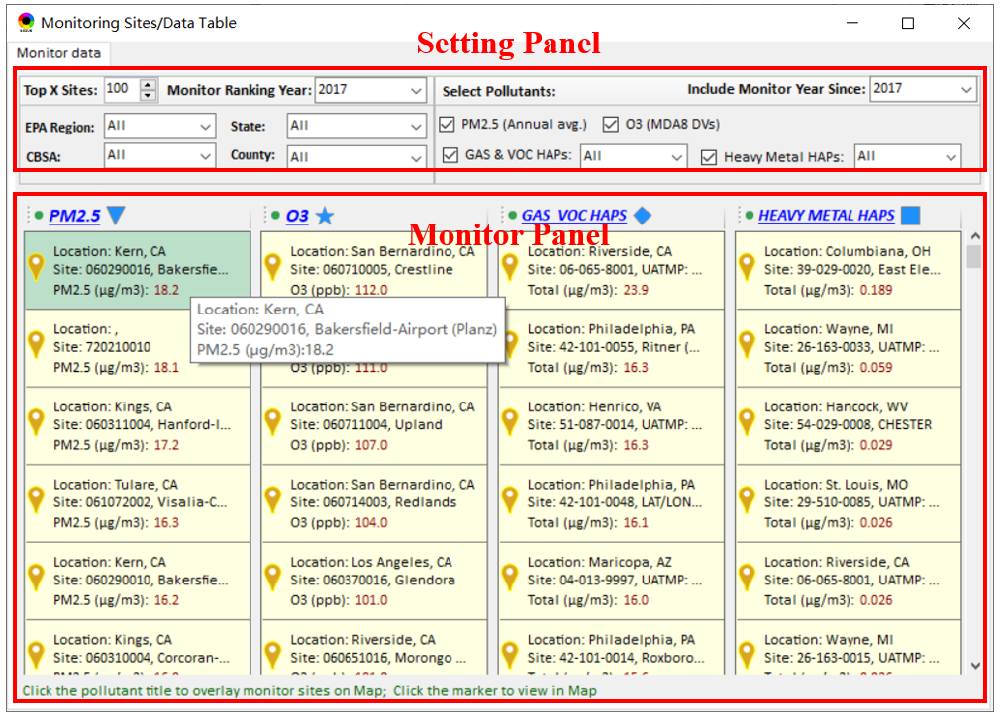 Monitoring Sites/Data Table
Monitor data
Setting Panel
Top X Sites: 100 Monitor Ranking Year: 2017
Select Pollutants: Include Monitor Year Since: 2017
EPA Region: All State: All
PM2.5 (Annual avg.) O3 (MDA8 DVs)
CBSA: All County: All
GAS & VOC HAPs: All Heavy Metal HAPs: All
PM2.5 O3 GAS_VOC HAPS HEAVY METAL HAPS
Monitor Panel
Location: Kern, CA
Site: 060290016, Bakersfie...
PM2.5 (µg/m3): 18.2
Location: ,
Site: 720210010
PM2.5 (µg/m3): 18.1
Location: Kings, CA
Site: 060311004, Hanford-I...
PM2.5 (µg/m3): 17.2
Location: Tulare, CA
Site: 061072002, Visalia-C...
PM2.5 (µg/m3): 16.3
Location: Kern, CA
Site: 060290010, Bakersfie...
PM2.5 (µg/m3): 16.2
Location: Kings, CA
Site: 060310004, Corcoran-...
Location: San Bernardino, CA
Site: 060710005, Crestline
O3 (ppb): 112.0
Location: Kern, CA
Site: 060290016, Bakersfield-Airport (Planz)
PM2.5 (µg/m3):18.2
O3 (ppb): 111.0
Location: San Bernardino, CA
Site: 060711004, Upland
O3 (ppb): 107.0
Location: San Bernardino, CA
Site: 060714003, Redlands
O3 (ppb): 104.0
Location: Los Angeles, CA
Site: 060370016, Glendora
O3 (ppb): 101.0
Location: Riverside, CA
Site: 060651016, Morongo ...
Location: Riverside, CA
Site: 06-065-8001, UATMP: ...
Total (µg/m3): 23.9
Location: Philadelphia, PA
Site: 42-101-0055, Ritner (...
Total (µg/m3): 16.3
Location: Henrico, VA
Site: 51-087-0014, UATMP: ...
Total (µg/m3): 16.3
Location: Philadelphia, PA
Site: 42-101-0048, LAT/LON...
Total (µg/m3): 16.1
Location: Maricopa, AZ
Site: 04-013-9997, UATMP: ...
Total (µg/m3): 16.0
Location: Philadelphia, PA
Site: 42-101-0014, Roxboro...
Location: Columbiana, OH
Site: 39-029-0020, East Ele...
Total (µg/m3): 0.189
Location: Wayne, MI
Site: 26-163-0033, UATMP: ...
Total (µg/m3): 0.059
Location: Hancock, WV
Site: 54-029-0008, CHESTER
Total (µg/m3): 0.029
Location: St. Louis, MO
Site: 29-510-0085, UATMP: ...
Total (µg/m3): 0.026
Location: Riverside, CA
Site: 06-065-8001, UATMP: ...
Total (µg/m3): 0.026
Location: Wayne, MI
Site: 26-163-0015, UATMP: ...
Click the pollutant title to overlay monitor sites on Map; Click the marker to view in Map